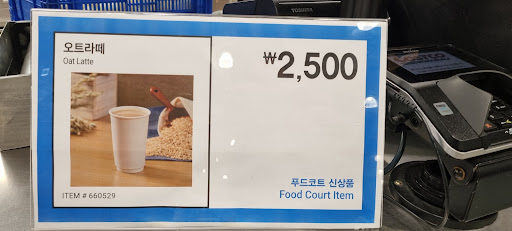 TOSHIBA
오트라떼
Oat Latte
₩2,500
ITEM # 660529
푸드코트 신상품
Food Court Item